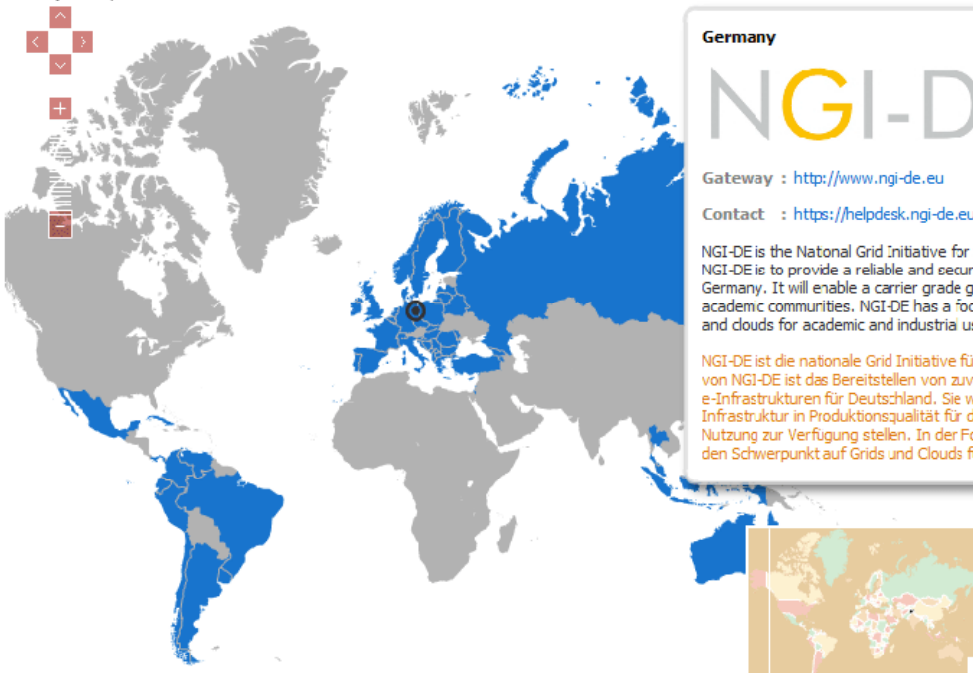 Germany
NGI-D
Gateway : http://www.ngi-de.eu
Contact : https://helpdesk.ngi-de.eu
NGI-DE is the Natonal Grid Initiative for
NGI-DE is to provide a reliable and secur
Germany. It will enable a carrier grade g
academc communities. NGI-DE has a foc
and clouds for academic and industrial us
NGI-DE ist die nationale Grid Initiative fü
von NGI-DE ist das Bereitstellen von zuv
e-Infrastrukturen für Deutschland. Sie w
Infrastruktur in Produktionsqualität für d
Nutzung zur Verfügung stellen. In der Fo
den Schwerpunkt auf Grids und Clouds f